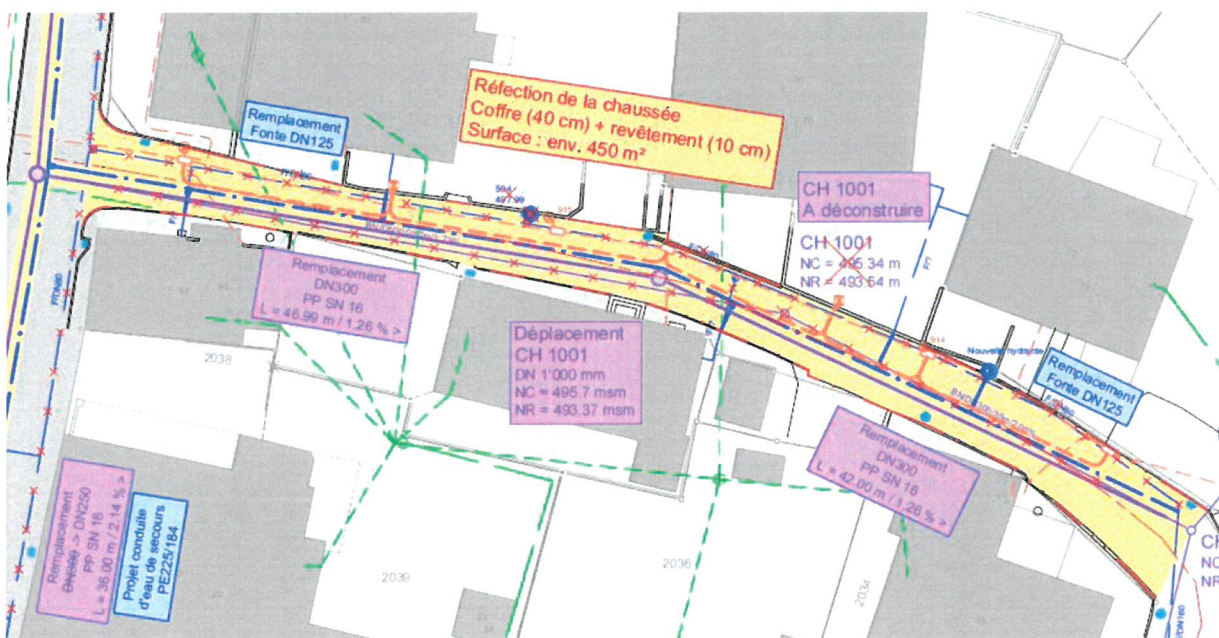 Réfection de la chaussée
Coffre (40 cm) + revêtement (10 cm)
Surface : env. 450 m²
Remplacement
Fonte DN125
CH 1001
A déconstruire
CH 1001
NC = 495.34 m
NR = 493.54 m
Remplacement
DN300
PP SN 16
L = 46.99 m / 1.26 % >
Déplacement
CH 1001
DN 1'000 mm
NC = 495.7 msm
NR = 493.37 msm
Nouvelle hydrante
914
Remplacement
Fonte DN125
Remplacement
DN300
PP SN 16
L = 42.00 m / 1.26 % >
Remplacement
DN300 -> DN250
PP SN 16
L = 36.00 m / 2.14 % >
Projet conduite
d'eau de secours
PE225/184
2038
2039
2036
2034
CH
NC
NR